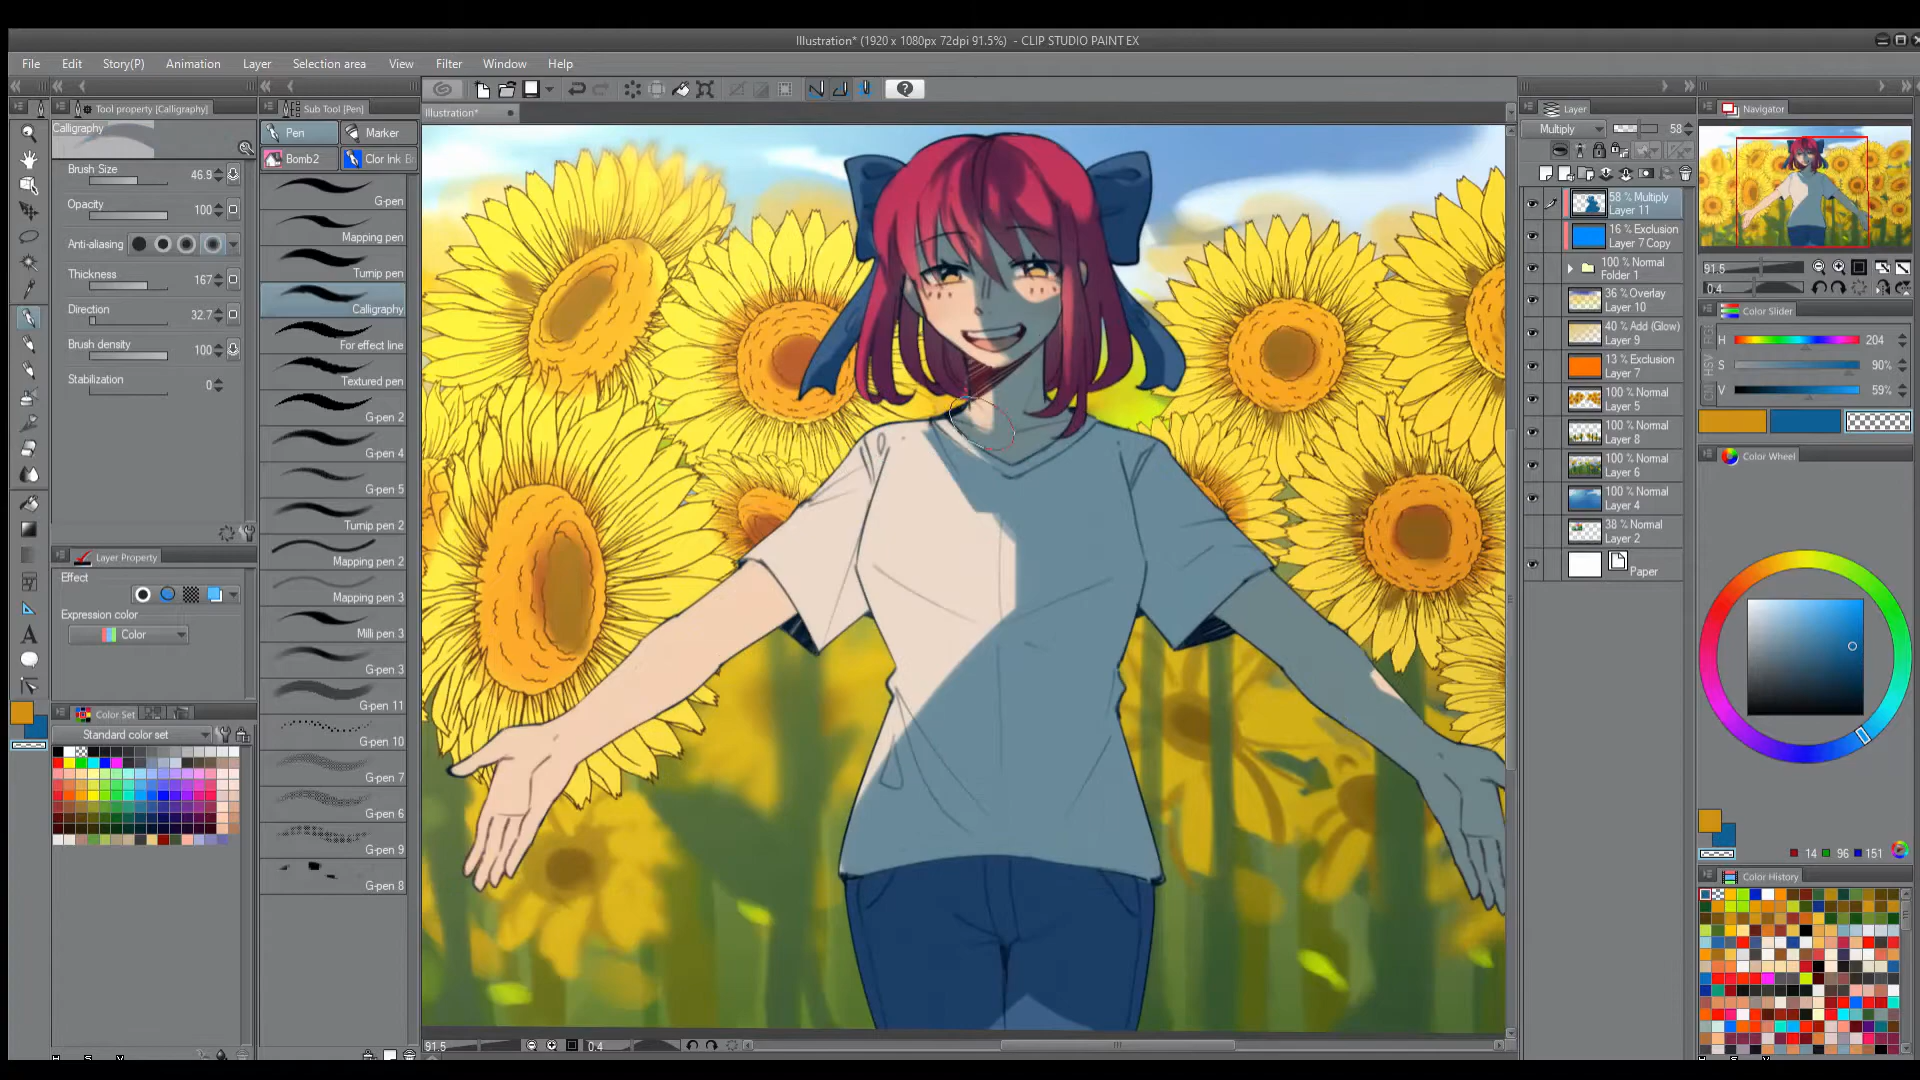 Illustration* (1920 x 1080px 72dpi 91.5%) - CLIP STUDIO PAINT EX
File Edit Story(P) Animation Layer Selection area View Filter Window Help
Tool property [Calligraphy]
Calligraphy
Brush Size 46.9
Opacity 100
Anti-aliasing
Thickness 167
Direction 32.7
Brush density 100
Stabilization 0
Layer Property
Effect
Expression color
Color
Color Set
Standard color set
Sub Tool [Pen]
Pen Marker
Bomb2 Clor Ink B
G-pen
Mapping pen
Turnip pen
Calligraphy
For effect line
Textured pen
G-pen 2
G-pen 4
G-pen 5
Turnip pen 2
Mapping pen 2
Mapping pen 3
Milli pen 3
G-pen 3
G-pen 11
G-pen 10
G-pen 7
G-pen 6
G-pen 9
G-pen 8
Illustration*
91.5 0.4
Layer
Multiply 58
58 % Multiply
Layer 11
16 % Exclusion
Layer 7 Copy
100 % Normal
Folder 1
36 % Overlay
Layer 10
40 % Add (Glow)
Layer 9
13 % Exclusion
Layer 7
100 % Normal
Layer 5
100 % Normal
Layer 8
100 % Normal
Layer 6
100 % Normal
Layer 4
38 % Normal
Layer 2
Paper
Navigator
91.5
0.4
Color Slider
H 204
S 90%
V 59%
Color Wheel
14 96 151
Color History